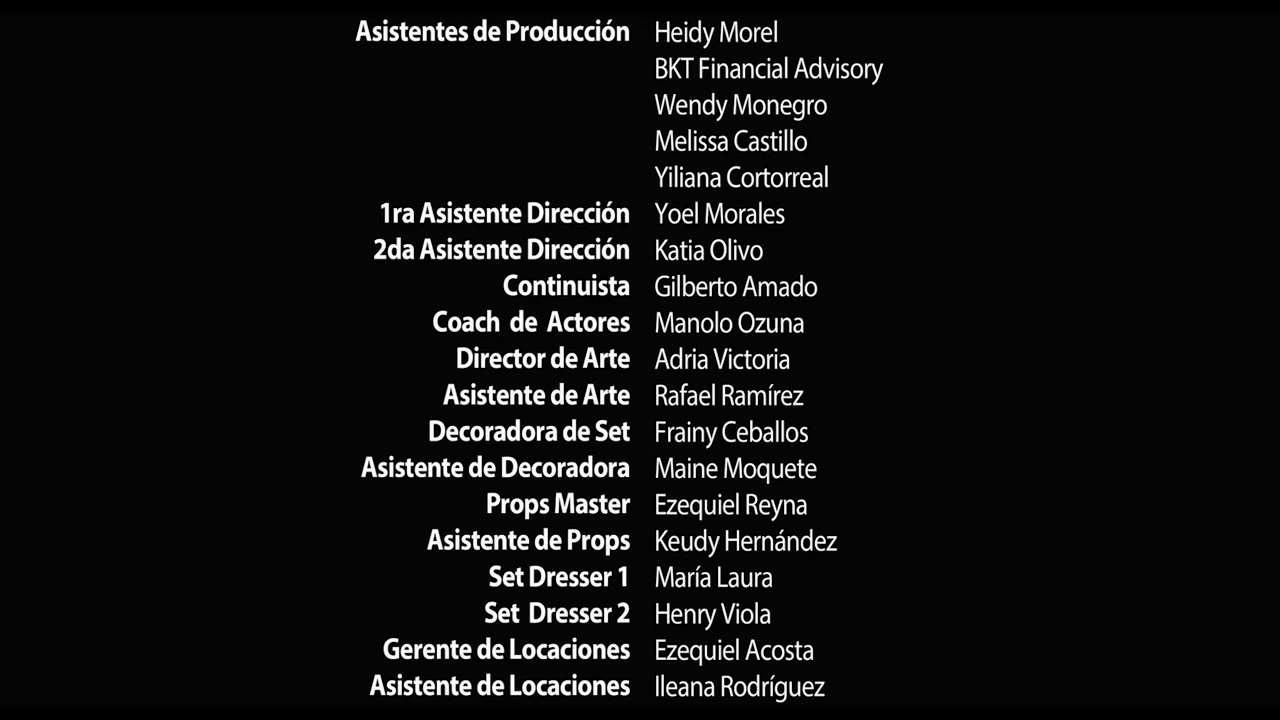 Asistentes de Producción Heidy Morel
BKT Financial Advisory
Wendy Monegro
Melissa Castillo
Yiliana Cortorreal
1ra Asistente Dirección Yoel Morales
2da Asistente Dirección Katia Olivo
Continuista Gilberto Amado
Coach de Actores Manolo Ozuna
Director de Arte Adria Victoria
Asistente de Arte Rafael Ramírez
Decoradora de Set Frainy Ceballos
Asistente de Decoradora Maine Moquete
Props Master Ezequiel Reyna
Asistente de Props Keudy Hernández
Set Dresser 1 María Laura
Set Dresser 2 Henry Viola
Gerente de Locaciones Ezequiel Acosta
Asistente de Locaciones Ileana Rodríguez